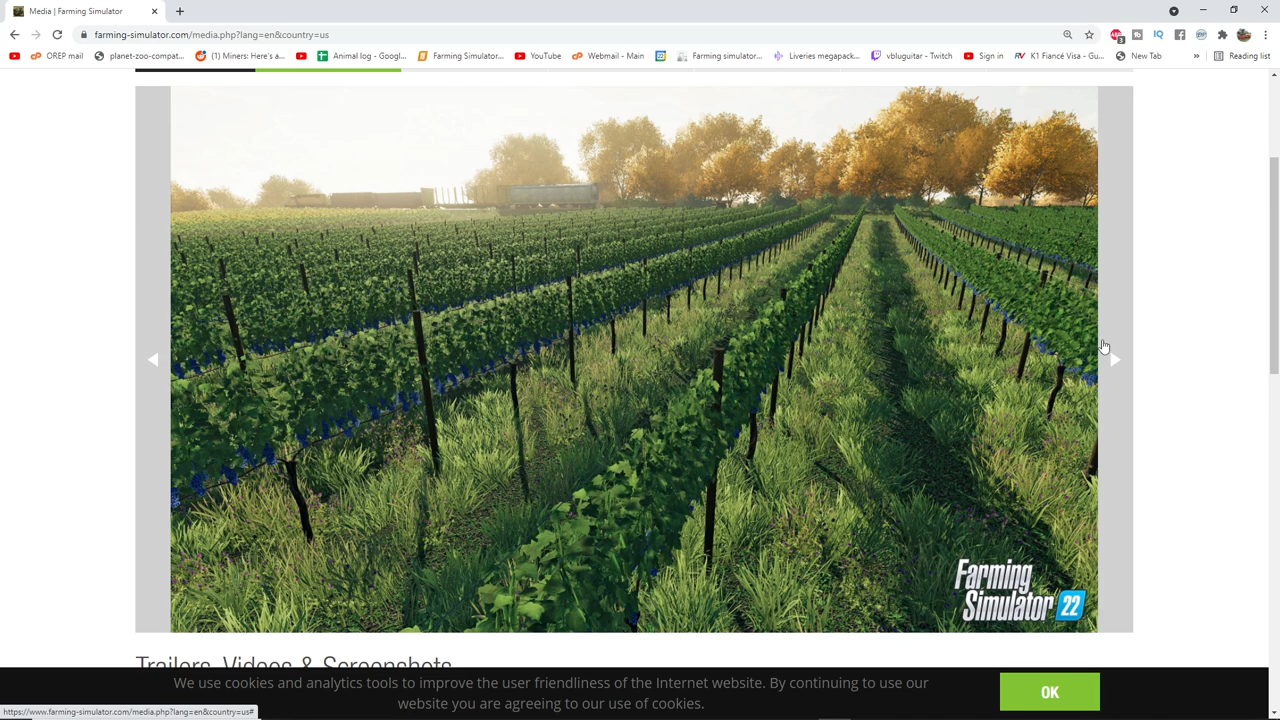 Media | Farming Simulator
farming-simulator.com/media.php?lang=en&country=us
OREP mail
planet-zoo-compat...
(1) Miners: Here's a...
Animal log - Googl...
Farming Simulator...
YouTube
Webmail - Main
Farming simulator...
Liveries megapack...
vbluguitar - Twitch
Sign in
K1 Fiancé Visa - Gu...
New Tab
»
Reading list
Farming
Simulator 22
Trailers, Videos & Screenshots
We use cookies and analytics tools to improve the user friendliness of the Internet website. By continuing to use our
website you are agreeing to our use of cookies.
OK
https://www.farming-simulator.com/media.php?lang=en&country=us#